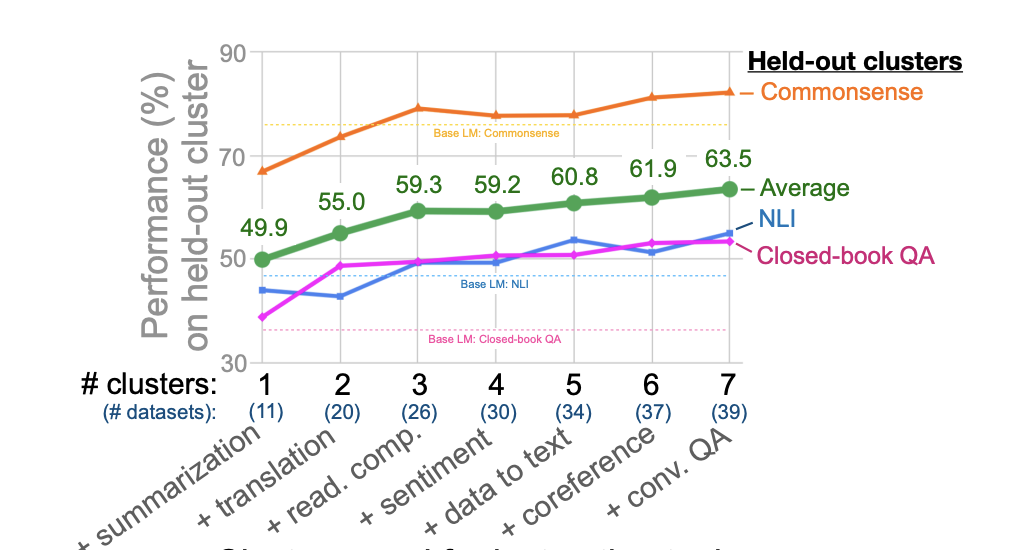 90
Held-out clusters
Commonsense
Base LM: Commonsense
70
63.5
61.9
60.8
59.2
59.3
55.0
49.9
Average
NLI
Closed-book QA
50
Base LM: NLI
Base LM: Closed-book QA
30
Performance (%)
on held-out cluster
# clusters: 1 2 3 4 5 6 7
(# datasets): (11) (20) (26) (30) (34) (37) (39)
+ summarization
+ translation
+ read. comp.
+ sentiment
+ data to text
+ coreference
+ conv. QA